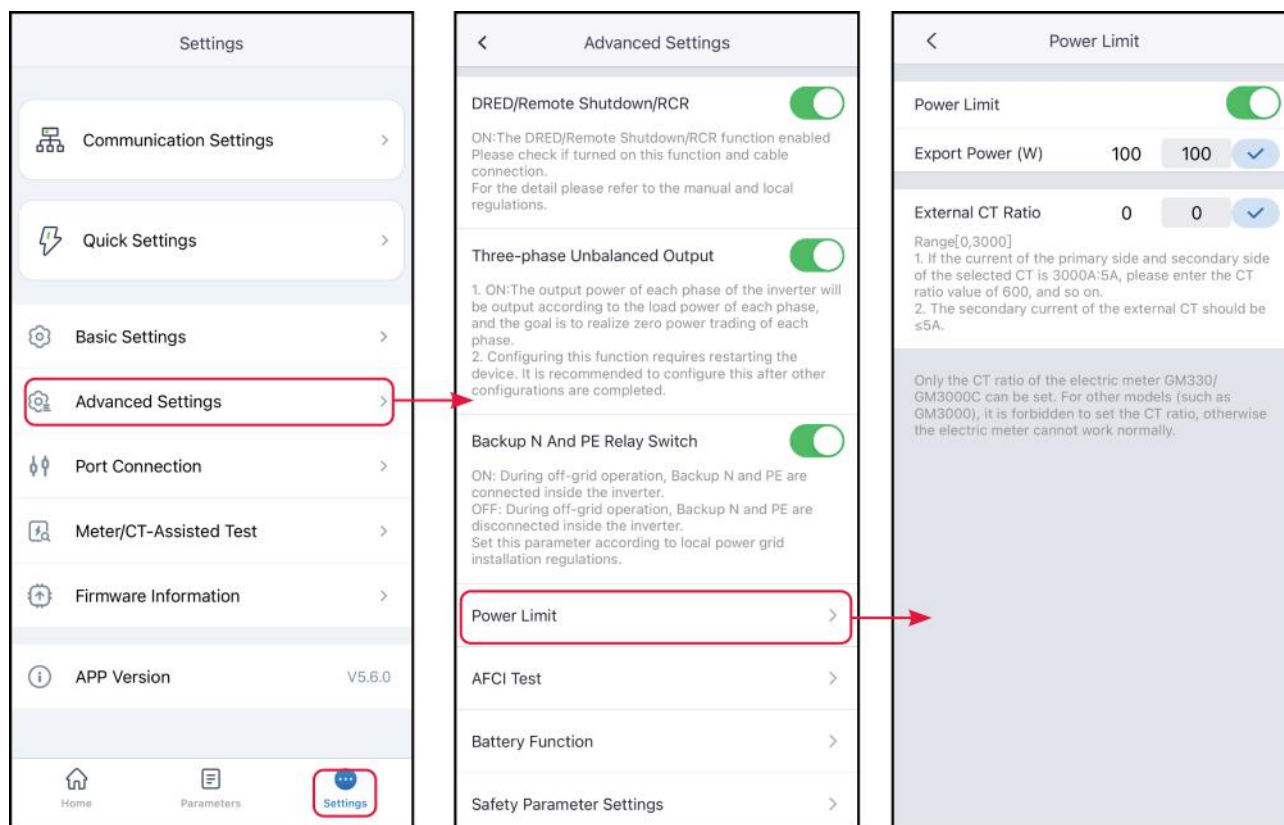 Settings
Communication Settings
Quick Settings
Basic Settings
Advanced Settings
Port Connection
Meter/CT-Assisted Test
Firmware Information
APP Version V5.6.0
Home Parameters Settings
Advanced Settings
DRED/Remote Shutdown/RCR
ON:The DRED/Remote Shutdown/RCR function enabled
Please check if turned on this function and cable
connection.
For the detail please refer to the manual and local
regulations.
Three-phase Unbalanced Output
1. ON:The output power of each phase of the inverter will
be output according to the load power of each phase,
and the goal is to realize zero power trading of each
phase.
2. Configuring this function requires restarting the
device. It is recommended to configure this after other
configurations are completed.
Backup N And PE Relay Switch
ON: During off-grid operation, Backup N and PE are
connected inside the inverter.
OFF: During off-grid operation, Backup N and PE are
disconnected inside the inverter.
Set this parameter according to local power grid
installation regulations.
Power Limit
AFCI Test
Battery Function
Safety Parameter Settings
Power Limit
Power Limit
Export Power (W) 100 100
External CT Ratio 0 0
Range[0,3000]
1. If the current of the primary side and secondary side
of the selected CT is 3000A:5A, please enter the CT
ratio value of 600, and so on.
2. The secondary current of the external CT should be
≤5A.
Only the CT ratio of the electric meter GM330/
GM3000C can be set. For other models (such as
GM3000), it is forbidden to set the CT ratio, otherwise
the electric meter cannot work normally.